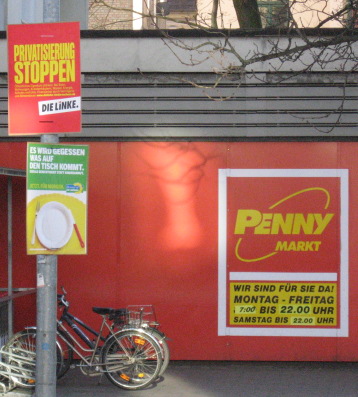 PRIVATISIERUNG
STOPPEN
DIE LINKE.
ES WIRD GEGESSEN
WAS AUF
DEN TISCH KOMMT.
PENNY
MARKT
WIR SIND FÜR SIE DA!
MONTAG - FREITAG
7:00 BIS 22.00 UHR
SAMSTAG BIS 22.00 UHR